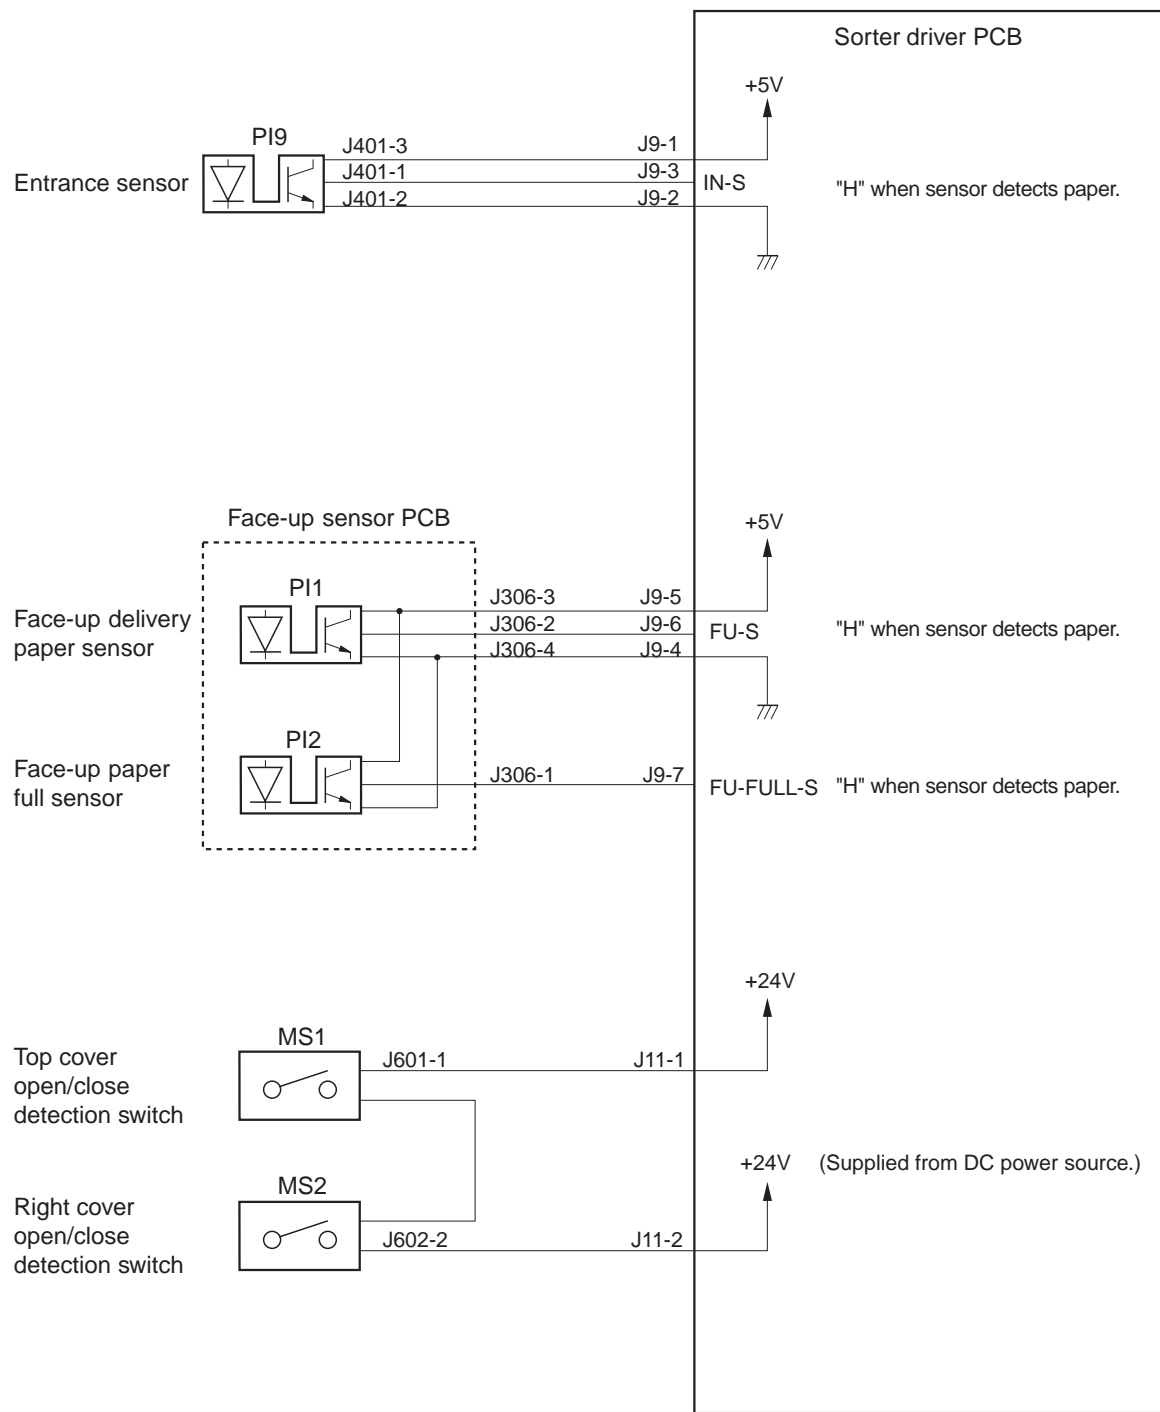 Sorter driver PCB
+5V
PI9
J401-3 J9-1
J401-1 J9-3
Entrance sensor IN-S "H" when sensor detects paper.
J401-2 J9-2
Face-up sensor PCB
+5V
PI1
J306-3 J9-5
Face-up delivery
paper sensor
J306-2 J9-6
FU-S "H" when sensor detects paper.
J306-4 J9-4
PI2
Face-up paper
full sensor
J306-1 J9-7
FU-FULL-S "H" when sensor detects paper.
+24V
MS1
Top cover
open/close
detection switch
J601-1 J11-1
+24V (Supplied from DC power source.)
MS2
Right cover
open/close
detection switch
J602-2 J11-2